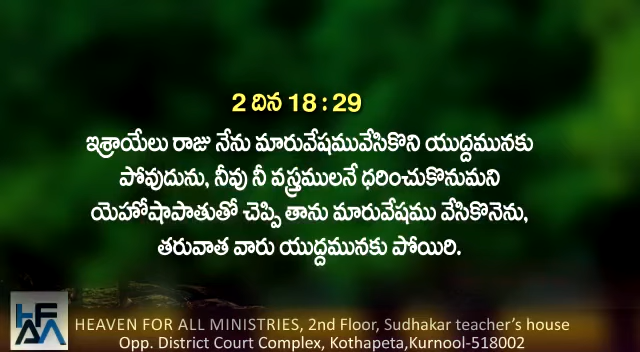 2 దిన 18 : 29
ఇశ్రాయేలు రాజు నేను మారువేషమువేసికొని యుద్ధమునకు
పోవుదును, నీవు నీ వస్త్రములనే ధరించుకొనుమని
యెహోషాపాతుతో చెప్పి తాను మారువేషము వేసికొనెను,
తరువాత వారు యుద్ధమునకు పోయిరి.
HEAVEN FOR ALL MINISTRIES, 2nd Floor, Sudhakar teacher's house
Opp. District Court Complex, Kothapeta,Kurnool-518002